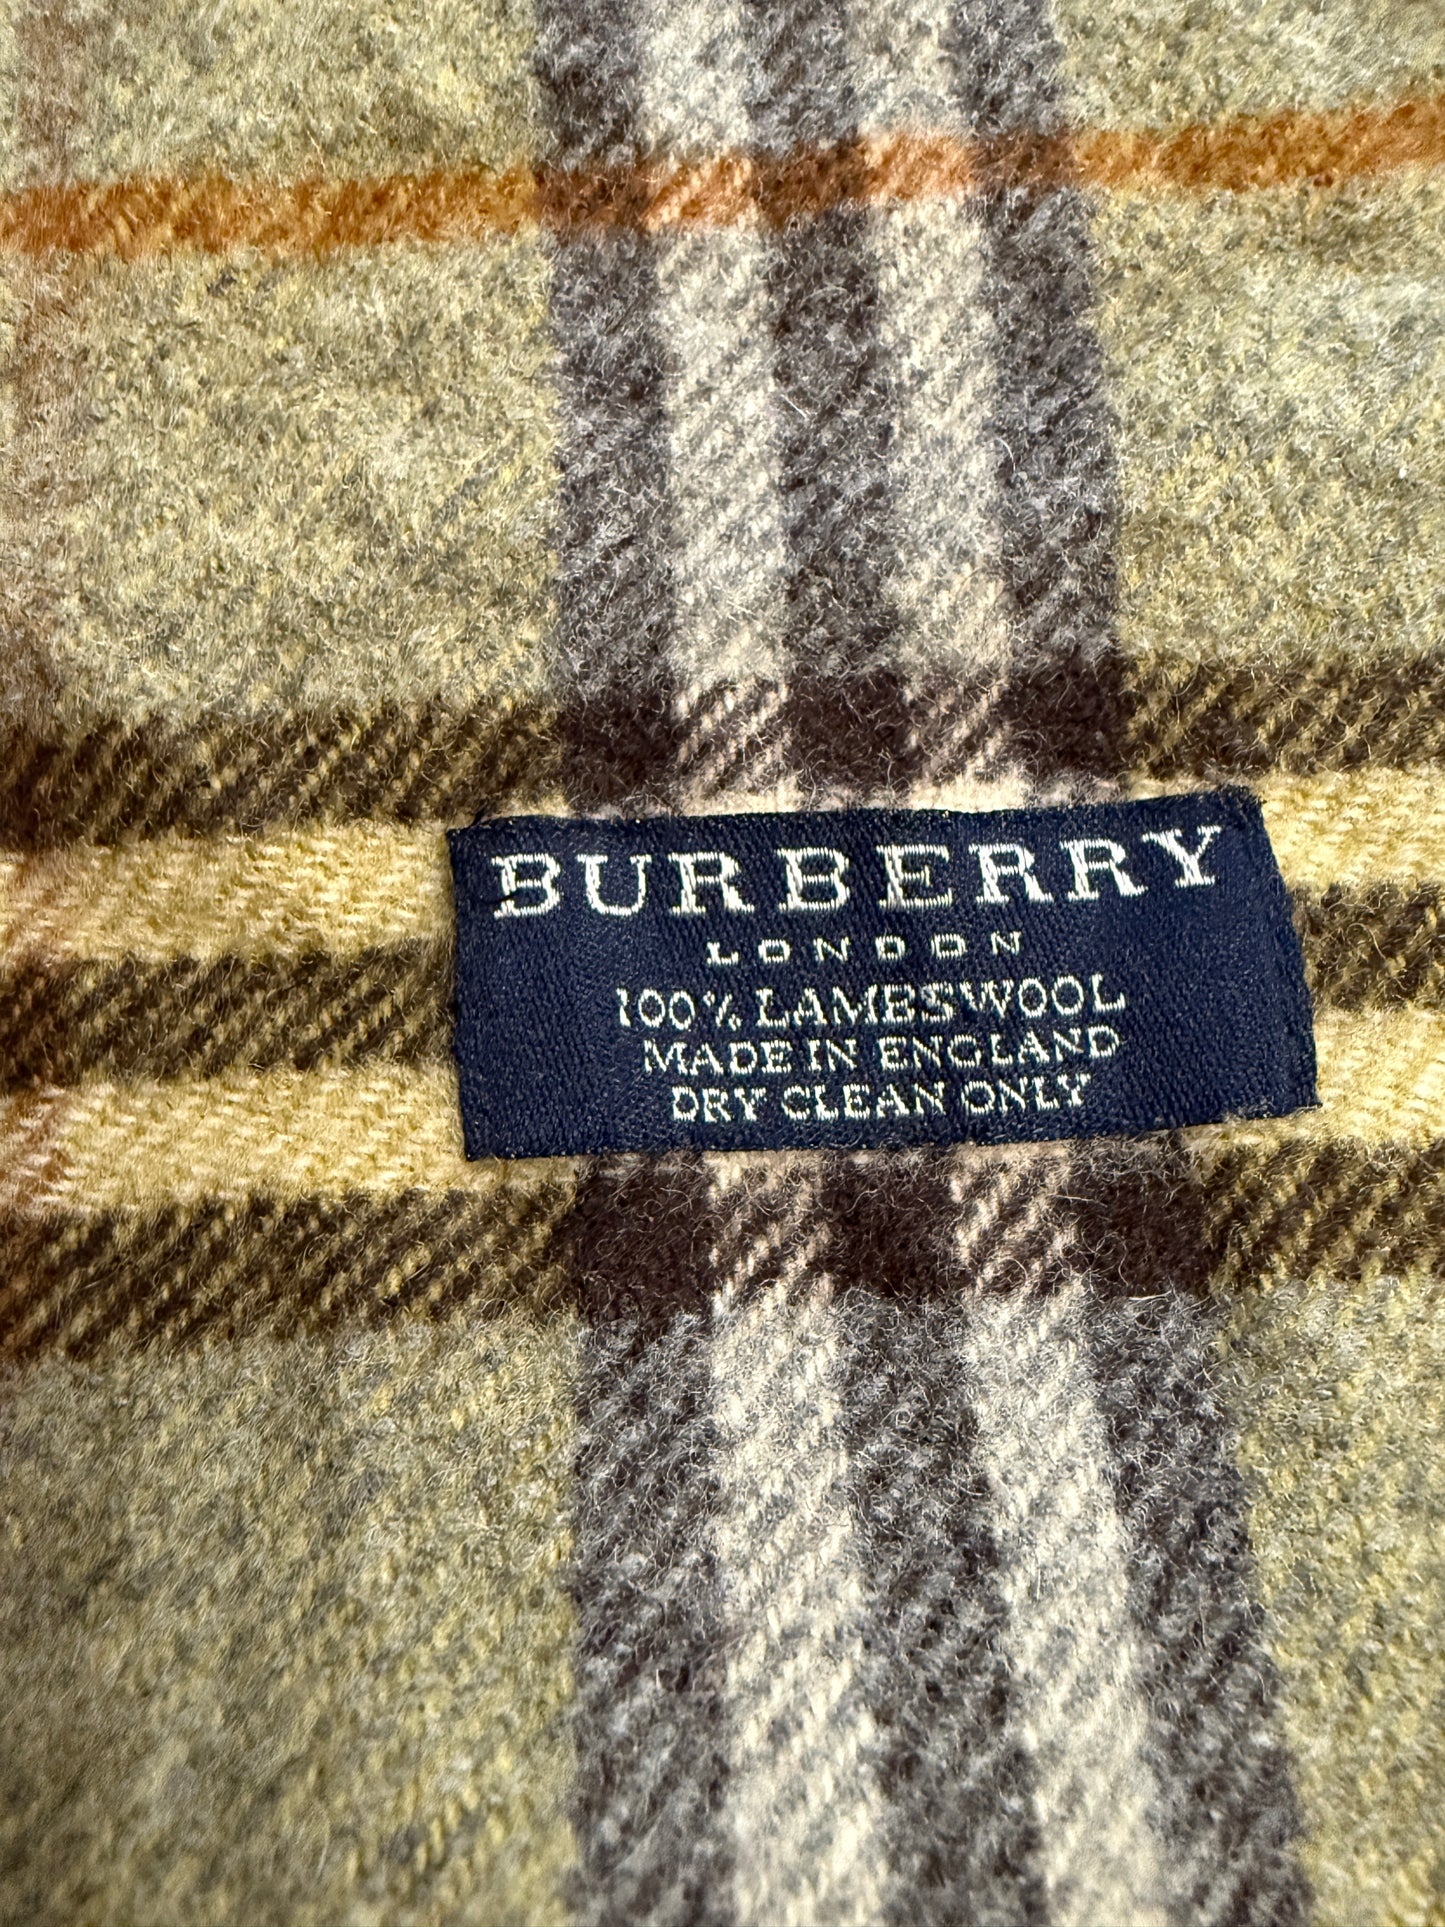 BURBERRY
LONDON
100% LAMBSWOOL
MADE IN ENGLAND
DRY CLEAN ONLY